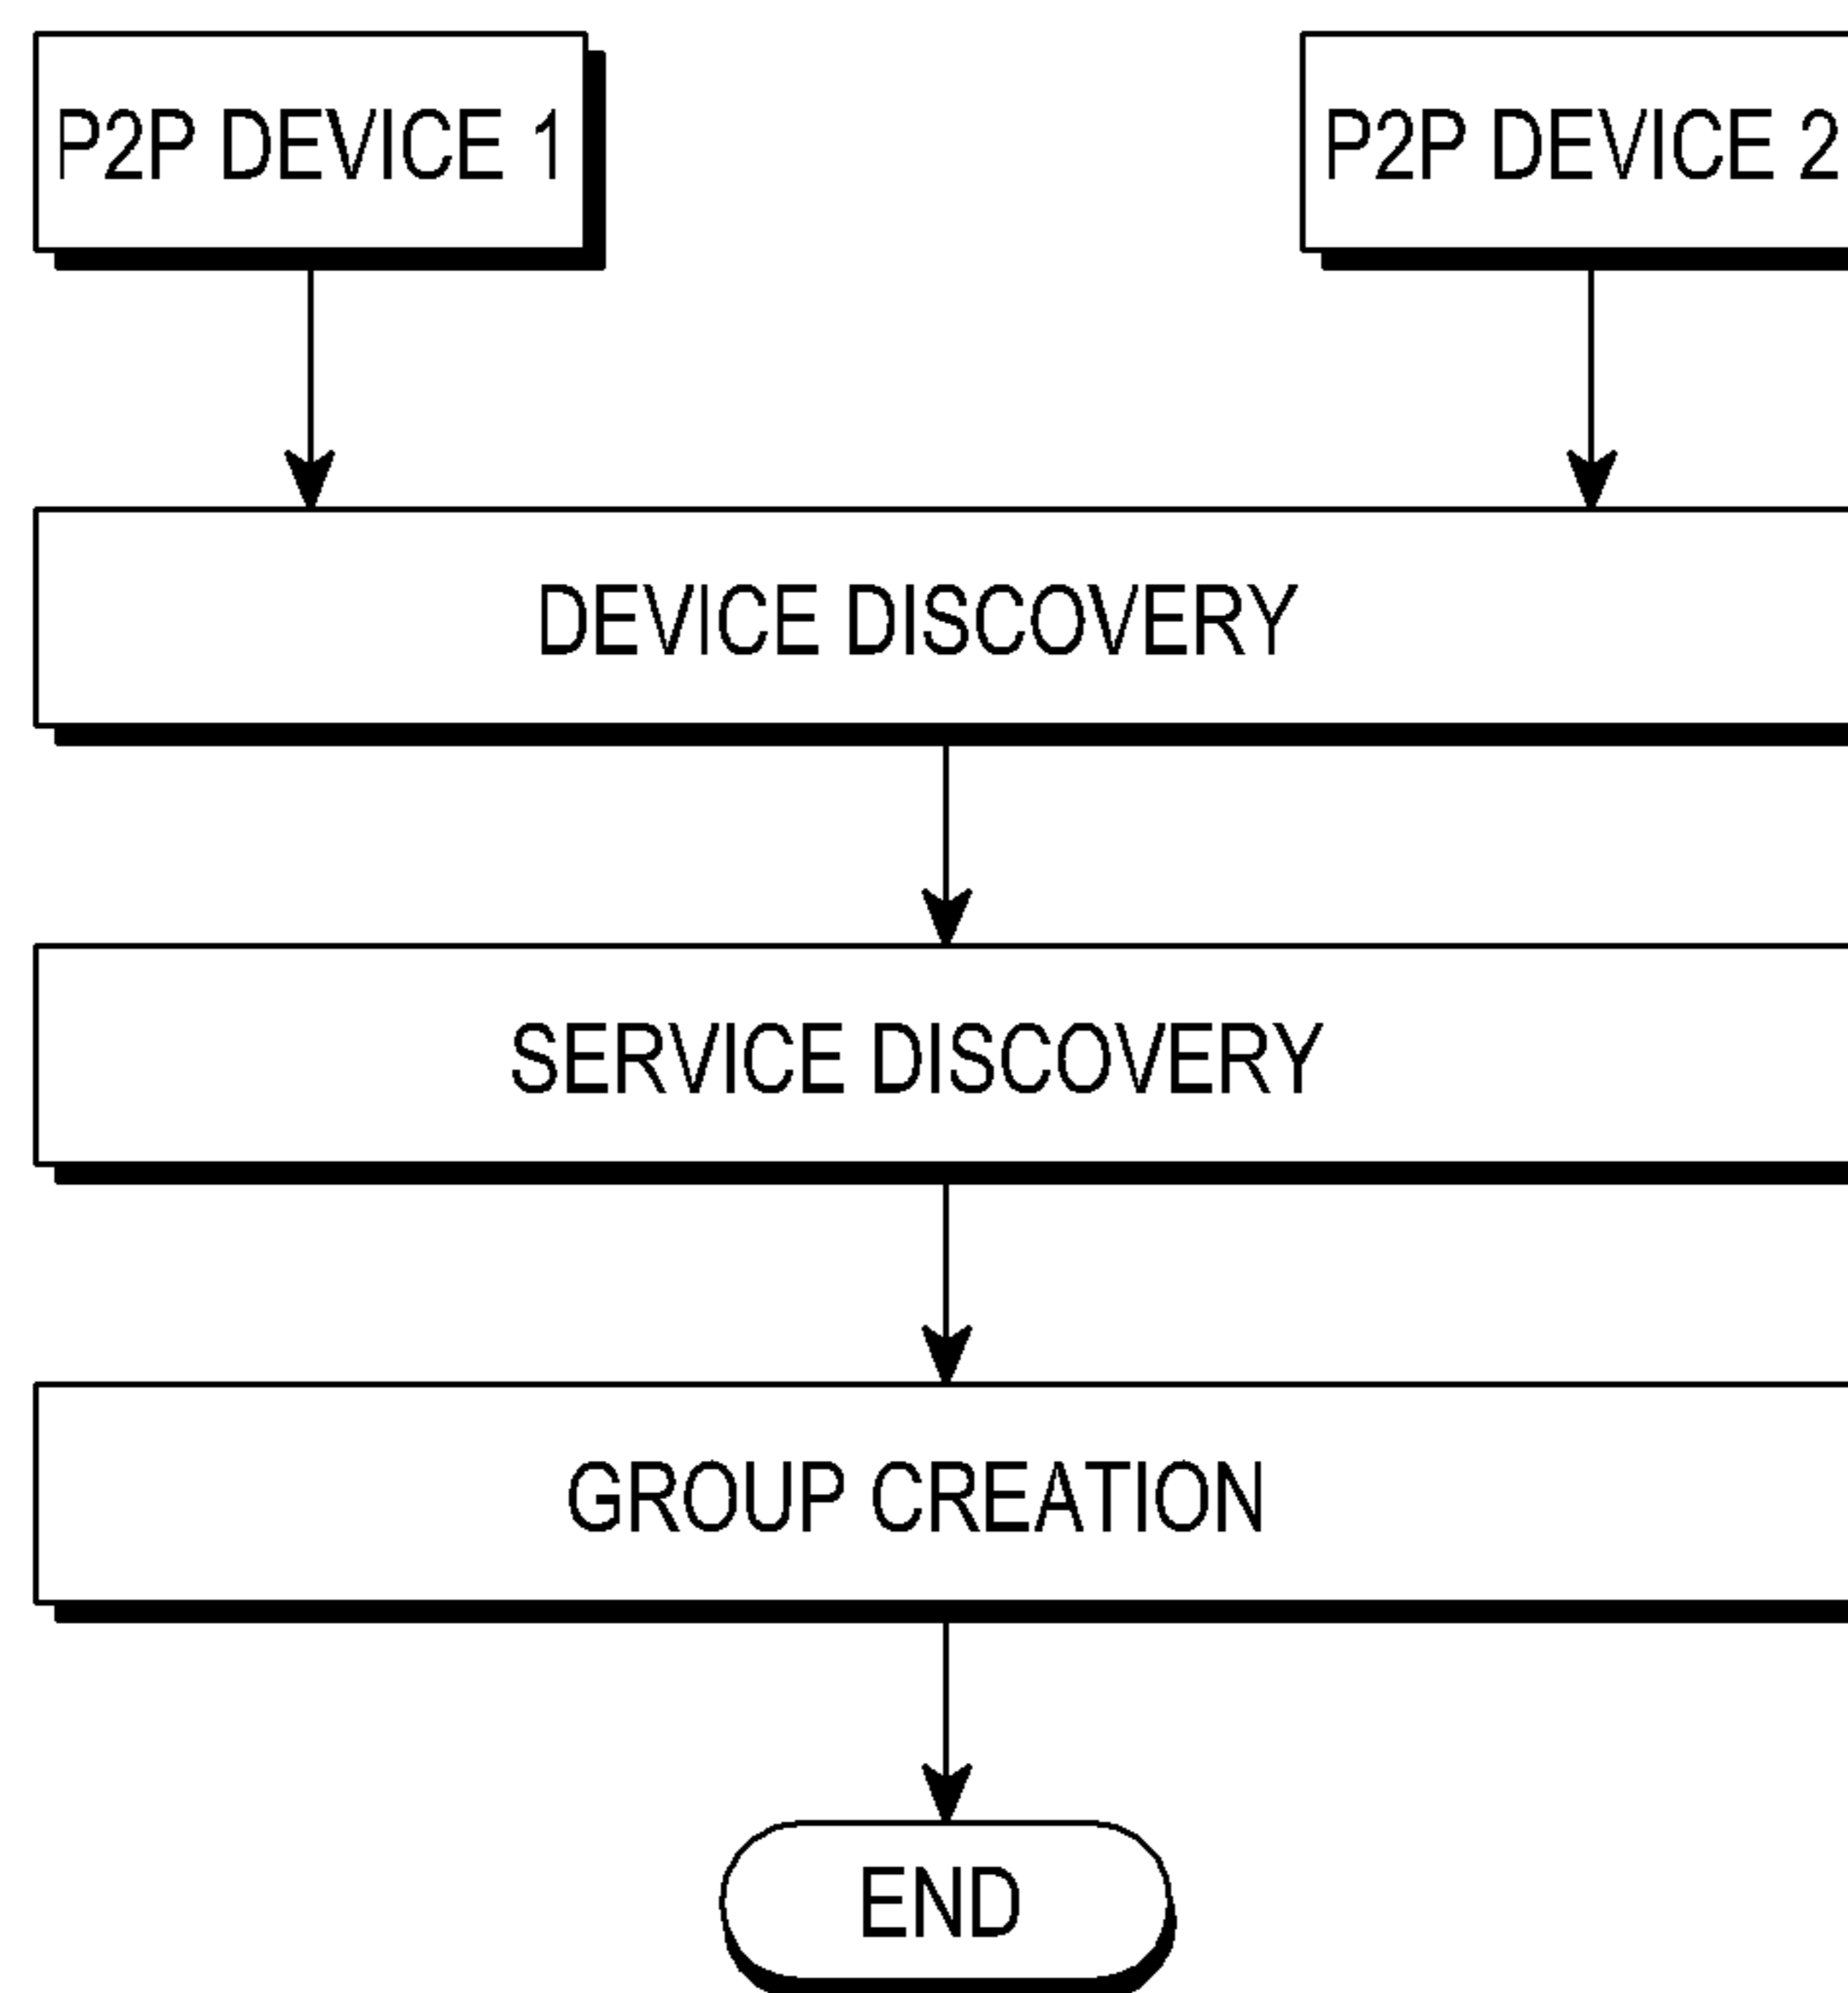 P2P DEVICE 1
P2P DEVICE 2
DEVICE DISCOVERY
SERVICE DISCOVERY
GROUP CREATION
END